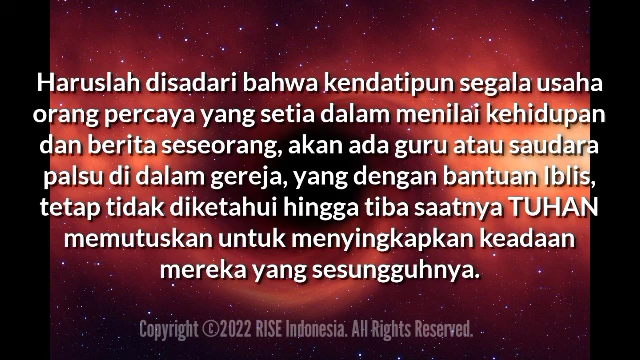 Haruslah disadari bahwa kendatipun segala usaha
orang percaya yang setia dalam menilai kehidupan
dan berita seseorang, akan ada guru atau saudara
palsu di dalam gereja, yang dengan bantuan Iblis,
tetap tidak diketahui hingga tiba saatnya TUHAN
memutuskan untuk menyingkapkan keadaan
mereka yang sesungguhnya.
Copyright ©2022 RISE Indonesia. All Rights Reserved.